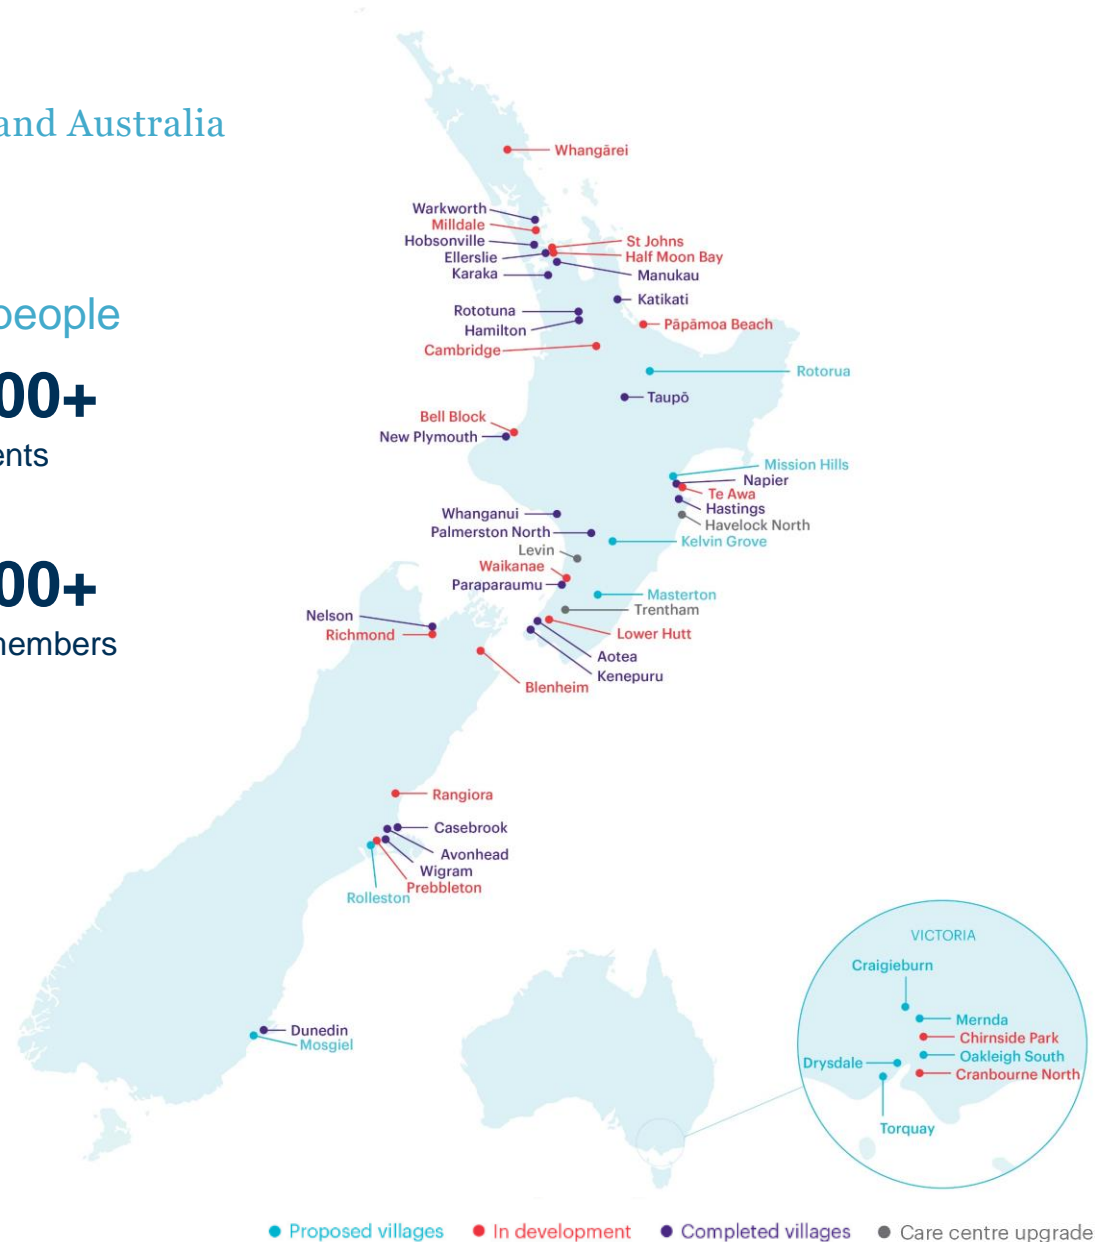 and Australia
people
00+
ents
00+
members
Whangārei
Warkworth
Milldale
Hobsonville
Ellerslie
Karaka
St Johns
Half Moon Bay
Manukau
Katikati
Rototuna
Hamilton
Pāpāmoa Beach
Cambridge
Rotorua
Taupō
Bell Block
New Plymouth
Mission Hills
Napier
Te Awa
Hastings
Havelock North
Whanganui
Palmerston North
Kelvin Grove
Levin
Waikanae
Paraparaumu
Masterton
Trentham
Nelson
Richmond
Lower Hutt
Aotea
Kenepuru
Blenheim
Rangiora
Casebrook
Avonhead
Wigram
Prebbleton
Rolleston
Dunedin
Mosgiel
VICTORIA
Craigieburn
Mernda
Chirnside Park
Oakleigh South
Drysdale
Cranbourne North
Torquay
Proposed villages In development Completed villages Care centre upgrade